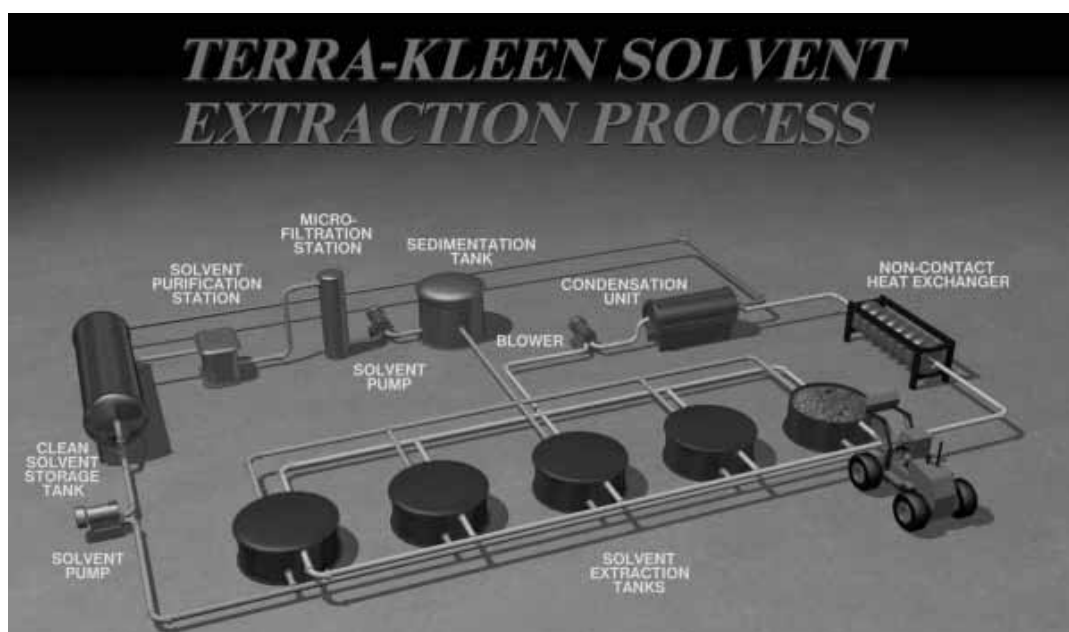 TERRA-KLEEN SOLVENT
EXTRACTION PROCESS
MICRO-
FILTRATION
STATION
SEDIMENTATION
TANK
SOLVENT
PURIFICATION
STATION
CONDENSATION
UNIT
NON-CONTACT
HEAT EXCHANGER
BLOWER
SOLVENT
PUMP
CLEAN
SOLVENT
STORAGE
TANK
SOLVENT
PUMP
SOLVENT
EXTRACTION
TANKS